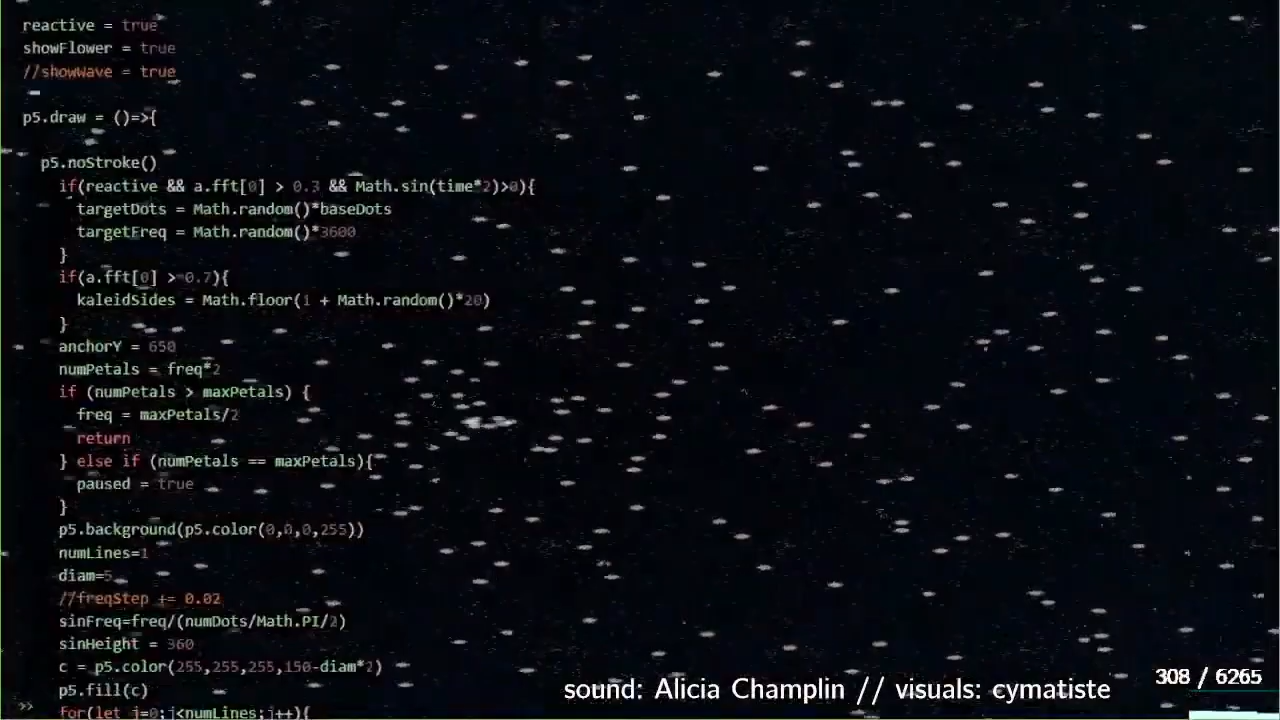 reactive = true
showFlower = true
//showWave = true
p5.draw = ()=>{
p5.noStroke()
if(reactive && a.fft[0] > 0.3 && Math.sin(time*2)>0){
targetDots = Math.random()*baseDots
targetFreq = Math.random()*3600
}
if(a.fft[0] > 0.7){
kaleidSides = Math.floor(1 + Math.random()*20)
}
anchorY = 650
numPetals = freq*2
if (numPetals > maxPetals) {
freq = maxPetals/2
return
} else if (numPetals == maxPetals){
paused = true
}
p5.background(p5.color(0,0,0,255))
numLines=1
diam=5
//freqStep += 0.02
sinFreq=freq/(numDots/Math.PI/2)
sinHeight = 360
c = p5.color(255,255,255,150-diam*2)
p5.fill(c)
for(let j=0;j<numLines;j++){
>>
sound: Alicia Champlin // visuals: cymatiste
308 / 6265